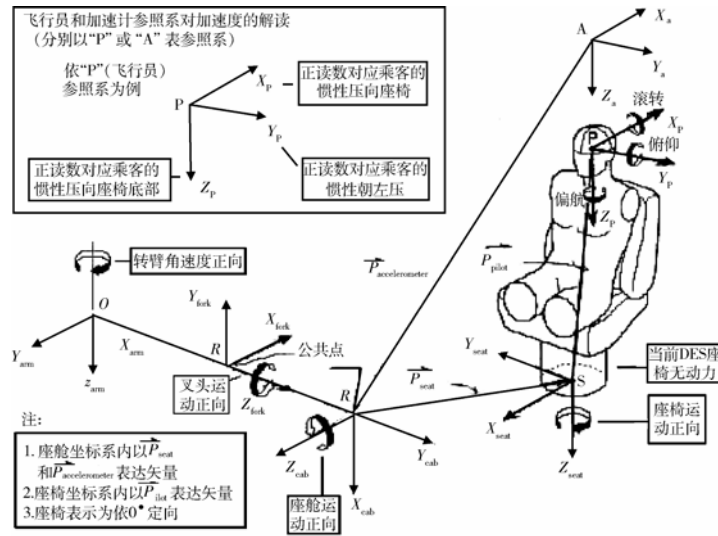 飞行员和加速计参照系对加速度的解读
(分别以“P”或“A”表参照系)
依“P”(飞行员)
参照系为例
P
X_P
Y_P
Z_P
正读数对应乘客的
惯性压向座椅
正读数对应乘客的
惯性压向座椅底部
正读数对应乘客的
惯性朝左压
A
X_a
Y_a
Z_a
滚转
P
X_P
俯仰
Y_P
偏航
Z_P
转臂角速度正向
P_accelerometer
P_pilot
O
Y_arm
X_arm
z_arm
Y_fork
X_fork
R
公共点
叉头运
动正向
Z_fork
R
P_seat
Y_seat
S
X_seat
Z_seat
当前DES座
椅无动力
座椅运
动正向
Z_cab
Y_cab
X_cab
座舱运
动正向
注:
1. 座舱坐标系内以P_seat
和P_accelerometer表达矢量
2.座椅坐标系内以P_ilot 表达矢量
3.座椅表示为依0°定向